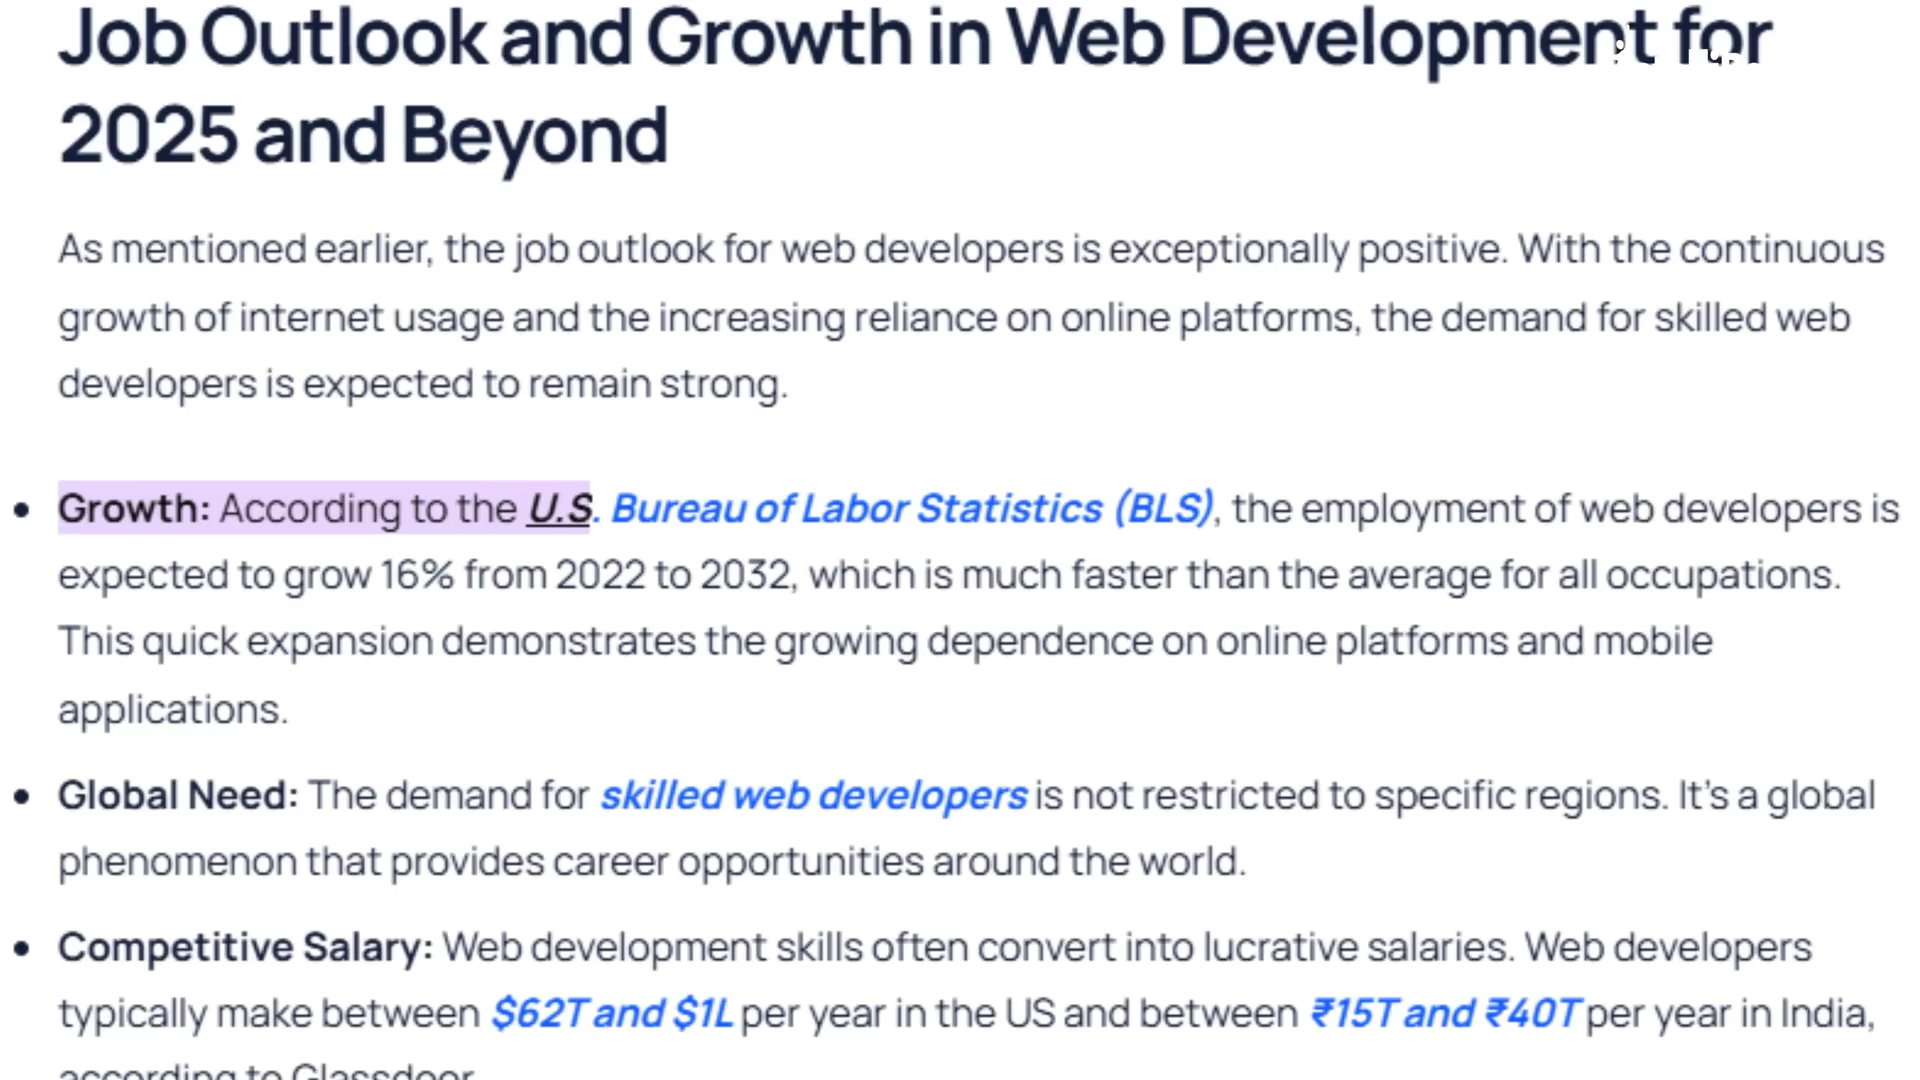 Job Outlook and Growth in Web Development for
2025 and Beyond
As mentioned earlier, the job outlook for web developers is exceptionally positive. With the continuous
growth of internet usage and the increasing reliance on online platforms, the demand for skilled web
developers is expected to remain strong.
• Growth: According to the U.S. Bureau of Labor Statistics (BLS), the employment of web developers is
expected to grow 16% from 2022 to 2032, which is much faster than the average for all occupations.
This quick expansion demonstrates the growing dependence on online platforms and mobile
applications.
• Global Need: The demand for skilled web developers is not restricted to specific regions. It's a global
phenomenon that provides career opportunities around the world.
• Competitive Salary: Web development skills often convert into lucrative salaries. Web developers
typically make between $62T and $1L per year in the US and between ₹15T and ₹40T per year in India,
according to Glassdoor.